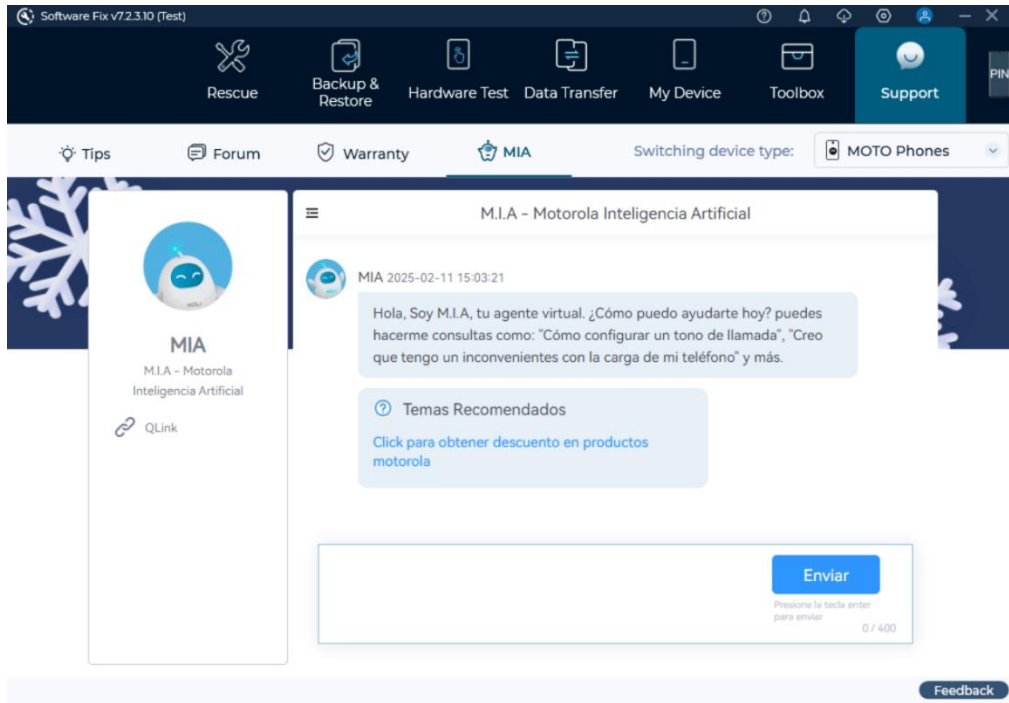 Software Fix v7.2.3.10 (Test)
Rescue
Backup &
Restore
Hardware Test
Data Transfer
My Device
Toolbox
Support
PIN
Tips
Forum
Warranty
MIA
Switching device type:
MOTO Phones
MOLI
MIA
M.I.A - Motorola
Inteligencia Artificial
QLink
M.I.A - Motorola Inteligencia Artificial
MIA 2025-02-11 15:03:21
Hola, Soy M.I.A, tu agente virtual. ¿Cómo puedo ayudarte hoy? puedes
hacerme consultas como: "Cómo configurar un tono de llamada", "Creo
que tengo un inconvenientes con la carga de mi teléfono" y más.
Temas Recomendados
Click para obtener descuento en productos
motorola
Enviar
Presione la tecla enter
para enviar
0 / 400
Feedback